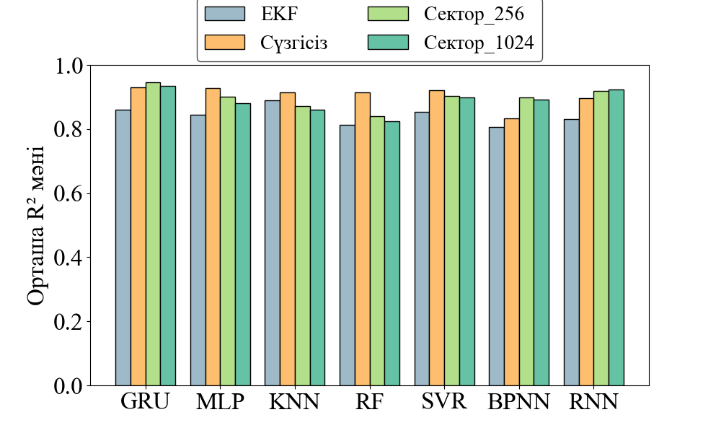 EKF
Сүзгісіз
Сектор_256
Сектор_1024
Орташа R² мәні
1.0
0.8
0.6
0.4
0.2
0.0
GRU MLP KNN RF SVR BPNN RNN